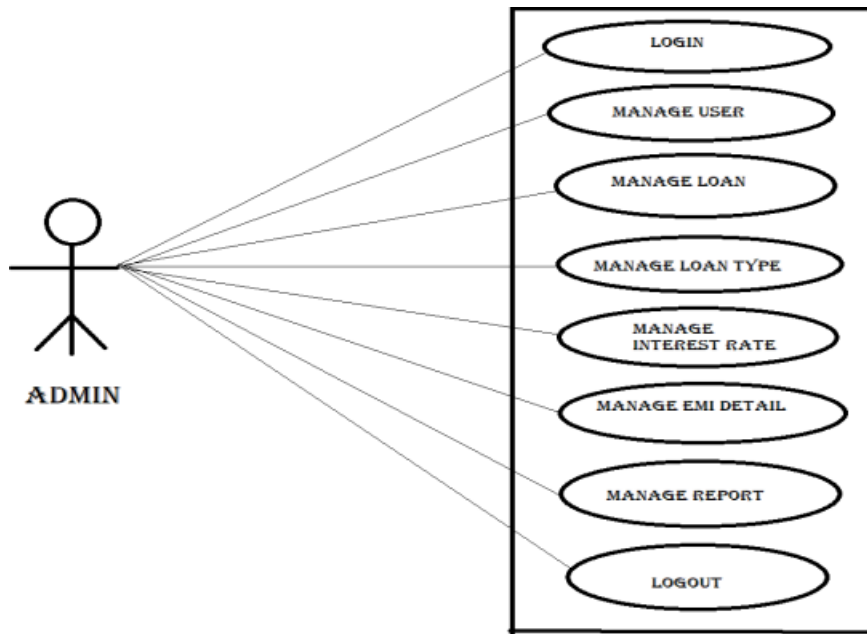 LOGIN
MANAGE USER
MANAGE LOAN
MANAGE LOAN TYPE
MANAGE
INTEREST RATE
MANAGE EMI DETAIL
MANAGE REPORT
LOGOUT
ADMIN